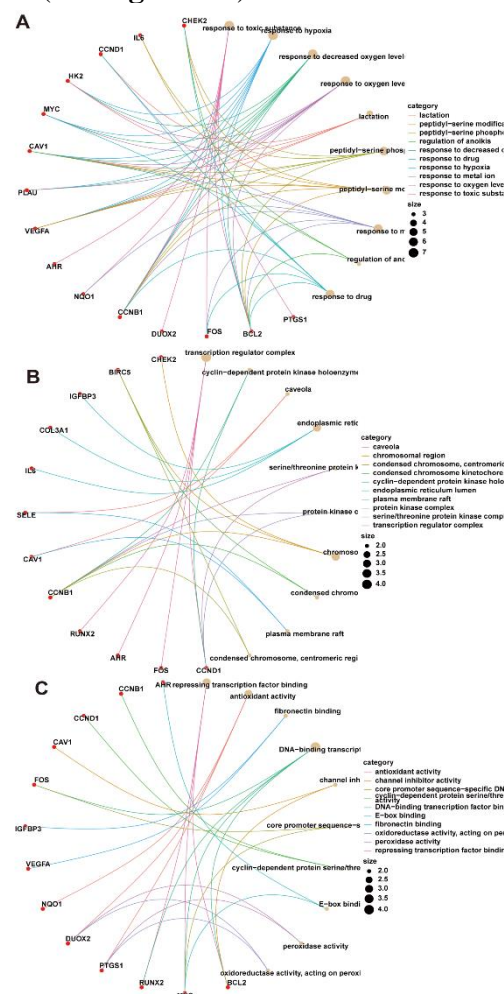 A
CHEK2
response to toxic substance
response to hypoxia
IL6
CCND1
response to decreased oxygen level
HK2
response to oxygen leve
MYC
lactation
CAV1
peptidyl-serine phos
PLAU
peptidyl-serine mo
VEGFA
response to m
AHR
regulation of ano
NQO1
response to drug
CCNB1
PTGS1
DUOX2
FOS
BCL2
category
lactation
peptidyl-serine modifica
peptidyl-serine phosph
regulation of anoikis
response to decreased o
response to drug
response to hypoxia
response to metal ion
response to oxygen leve
response to toxic substa
size
3
4
5
6
7
B
transcription regulator complex
CHEK2
BIRC5
cyclin-dependent protein kinase holoenzyme
IGFBP3
caveola
COL3A1
endoplasmic retic
IL6
serine/threonine protein k
SELE
protein kinase c
CAV1
chromoso
CCNB1
condensed chromo
RUNX2
plasma membrane raft
AHR
condensed chromosome, centromeric regi
FOS
CCND1
category
caveola
chromosomal region
condensed chromosome, centromeric
condensed chromosome kinetochore
cyclin-dependent protein kinase holo
endoplasmic reticulum lumen
plasma membrane raft
protein kinase complex
serine/threonine protein kinase comp
transcription regulator complex
size
2.0
2.5
3.0
3.5
4.0
C
AHR
repressing transcription factor binding
CCNB1
antioxidant activity
CCND1
fibronectin binding
CAV1
DNA-binding transcript
FOS
channel inh
IGFBP3
core promoter sequence-s
VEGFA
cyclin-dependent protein serine/thre
NQO1
E-box bindi
DUOX2
peroxidase activity
PTGS1
oxidoreductase activity, acting on peroxi
RUNX2
BCL2
category
antioxidant activity
channel inhibitor activity
core promoter sequence-specific DN
cyclin-dependent protein serine/thre
activity
DNA-binding transcription factor bin
E-box binding
fibronectin binding
oxidoreductase activity, acting on per
peroxidase activity
repressing transcription factor binding
size
2.0
2.5
3.0
3.5
4.0